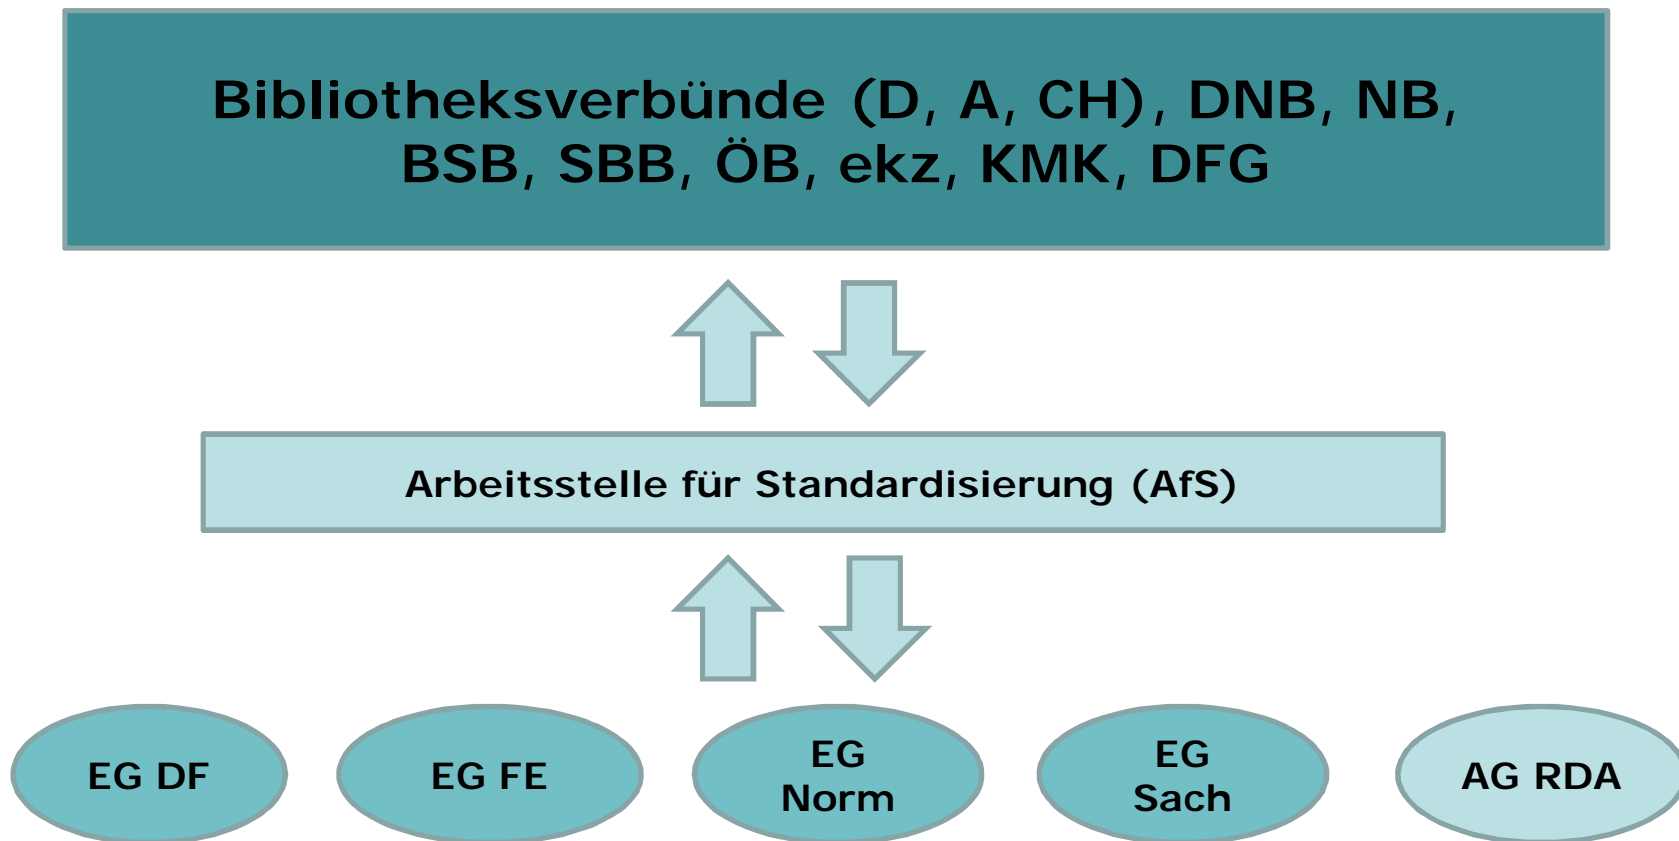 Bibliotheksverbünde (D, A, CH), DNB, NB,
BSB, SBB, ÖB, ekz, KMK, DFG
Arbeitsstelle für Standardisierung (AfS)
EG DF
EG FE
EG
Norm
EG
Sach
AG RDA